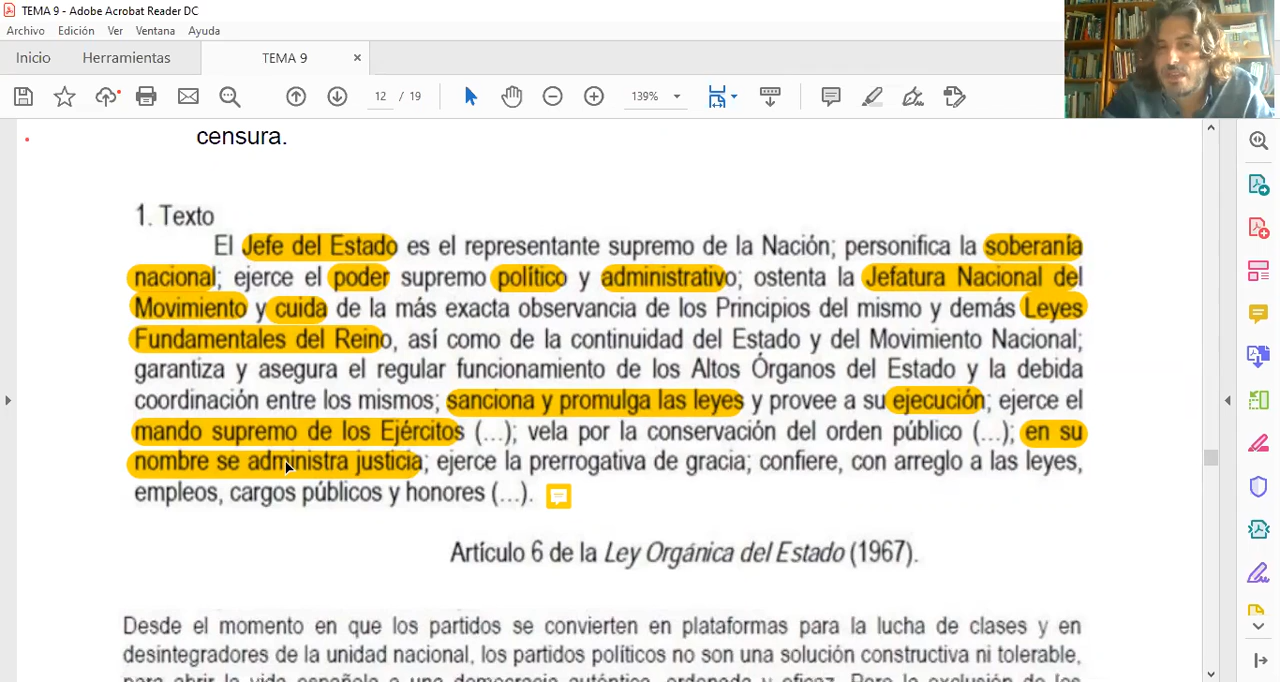 TEMA 9 - Adobe Acrobat Reader DC
Archivo Edición Ver Ventana Ayuda
Inicio Herramientas TEMA 9 ×
12 / 19 139%
censura.
1. Texto
El Jefe del Estado es el representante supremo de la Nación; personifica la soberanía
nacional; ejerce el poder supremo político y administrativo; ostenta la Jefatura Nacional del
Movimiento y cuida de la más exacta observancia de los Principios del mismo y demás Leyes
Fundamentales del Reino, así como de la continuidad del Estado y del Movimiento Nacional;
garantiza y asegura el regular funcionamiento de los Altos Órganos del Estado y la debida
coordinación entre los mismos; sanciona y promulga las leyes y provee a su ejecución; ejerce el
mando supremo de los Ejércitos (...); vela por la conservación del orden público (...); en su
nombre se administra justicia; ejerce la prerrogativa de gracia; confiere, con arreglo a las leyes,
empleos, cargos públicos y honores (...).
Artículo 6 de la Ley Orgánica del Estado (1967).
Desde el momento en que los partidos se convierten en plataformas para la lucha de clases y en
desintegradores de la unidad nacional, los partidos políticos no son una solución constructiva ni tolerable,
para abrir la vida española a una democracia auténtica, ordenada y eficaz. Pero la exclusión de los